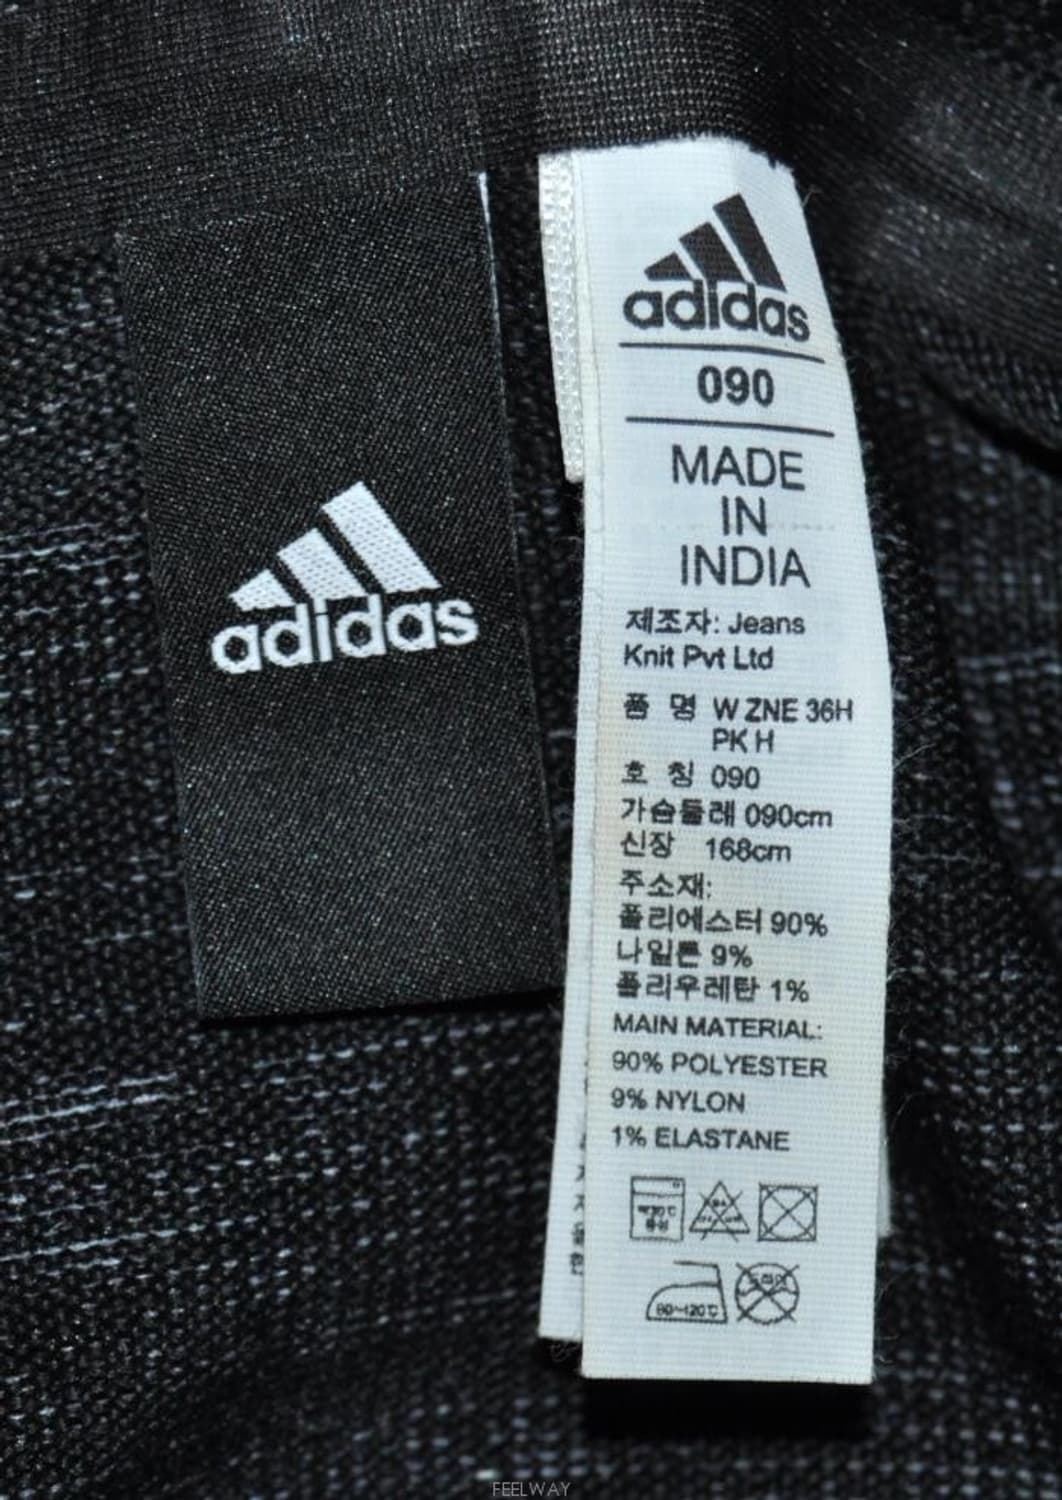 adidas
adidas
090
MADE
IN
INDIA
제조자: Jeans
Knit Pvt Ltd
품 명 W ZNE 36H
PK H
호 칭 090
가슴둘레 090cm
신장 168cm
주소재:
폴리에스터 90%
나일론 9%
폴리우레탄 1%
MAIN MATERIAL:
90% POLYESTER
9% NYLON
1% ELASTANE
80~120℃
FEELWAY